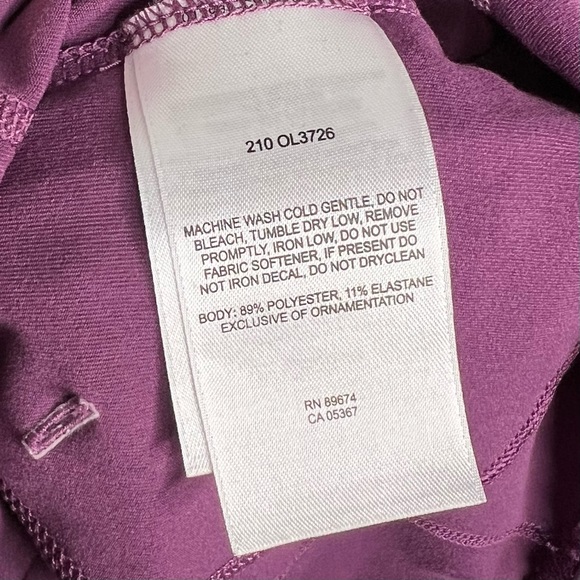 210 OL3726
MACHINE WASH COLD GENTLE, DO NOT
BLEACH, TUMBLE DRY LOW, REMOVE
PROMPTLY, IRON LOW, DO NOT USE
FABRIC SOFTENER, IF PRESENT DO
NOT IRON DECAL, DO NOT DRYCLEAN
BODY: 89% POLYESTER, 11% ELASTANE
EXCLUSIVE OF ORNAMENTATION
RN 89674
CA 05367